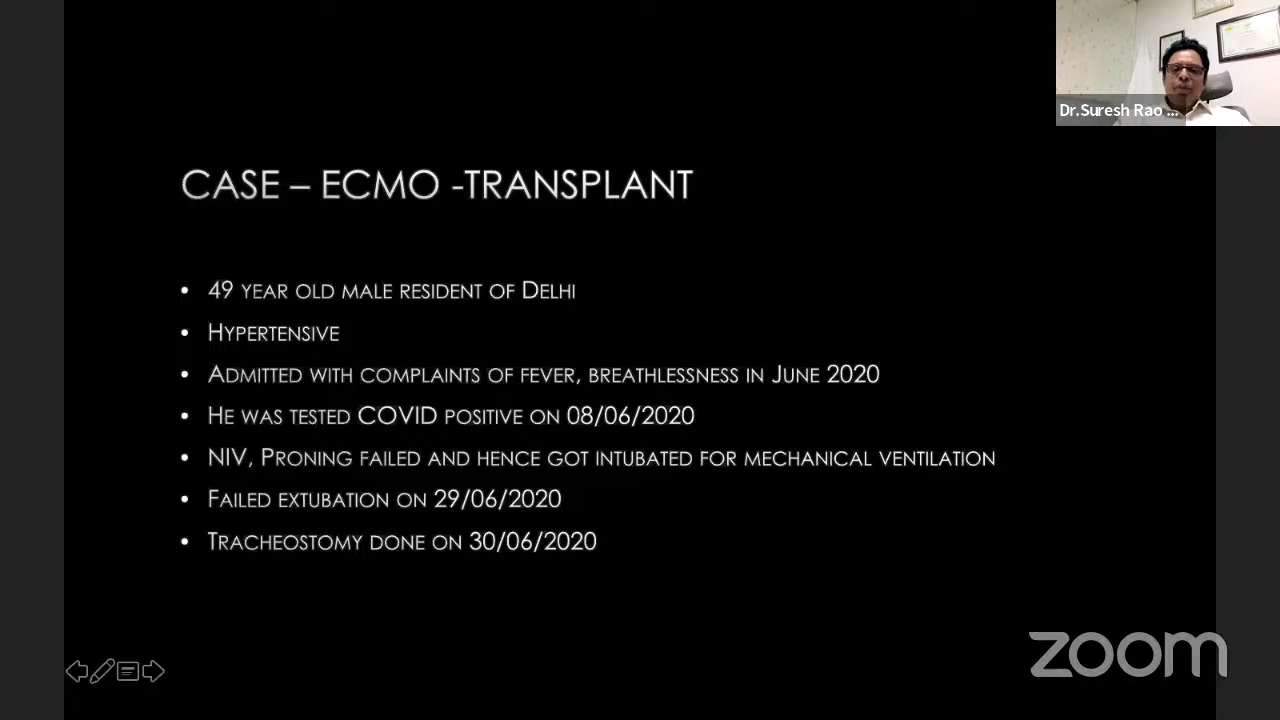 Dr.Suresh Rao ...
CASE – ECMO -TRANSPLANT
• 49 YEAR OLD MALE RESIDENT OF DELHI
• HYPERTENSIVE
• ADMITTED WITH COMPLAINTS OF FEVER, BREATHLESSNESS IN JUNE 2020
• HE WAS TESTED COVID POSITIVE ON 08/06/2020
• NIV, PRONING FAILED AND HENCE GOT INTUBATED FOR MECHANICAL VENTILATION
• FAILED EXTUBATION ON 29/06/2020
• TRACHEOSTOMY DONE ON 30/06/2020
zoom